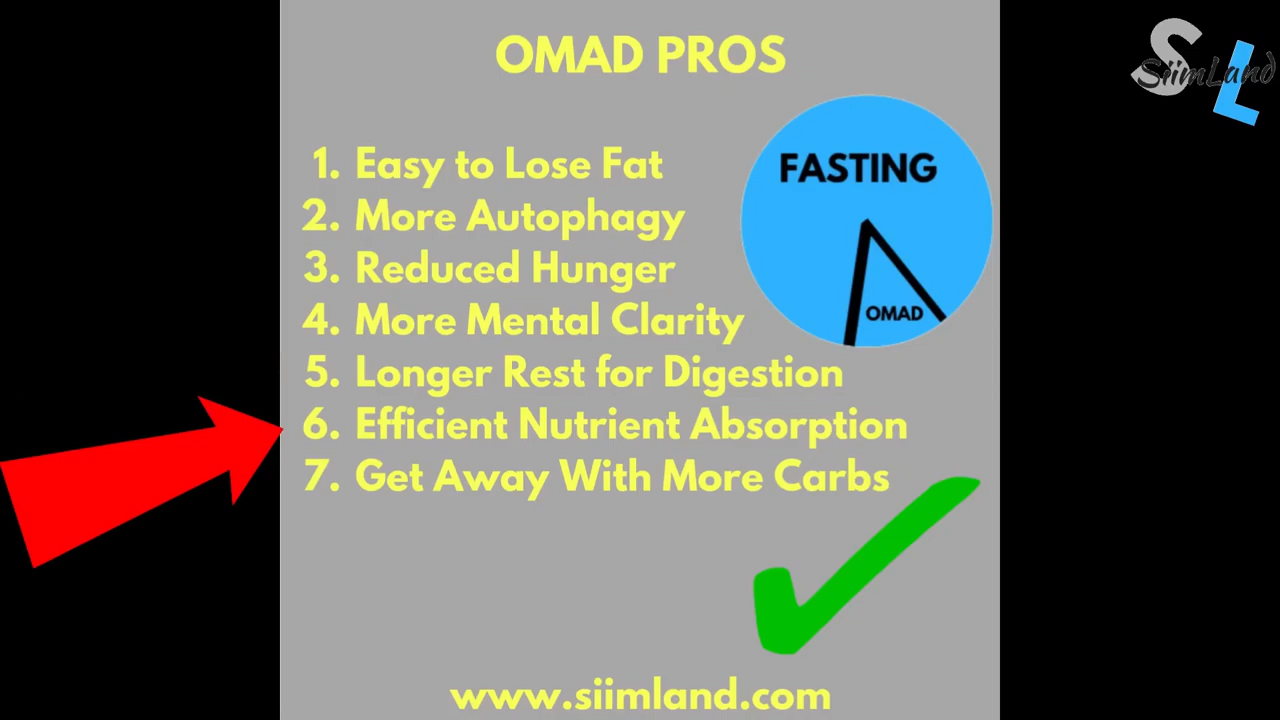 OMAD PROS
S
L
SiimLand
FASTING
OMAD
1. Easy to Lose Fat
2. More Autophagy
3. Reduced Hunger
4. More Mental Clarity
5. Longer Rest for Digestion
6. Efficient Nutrient Absorption
7. Get Away With More Carbs
www.siimland.com